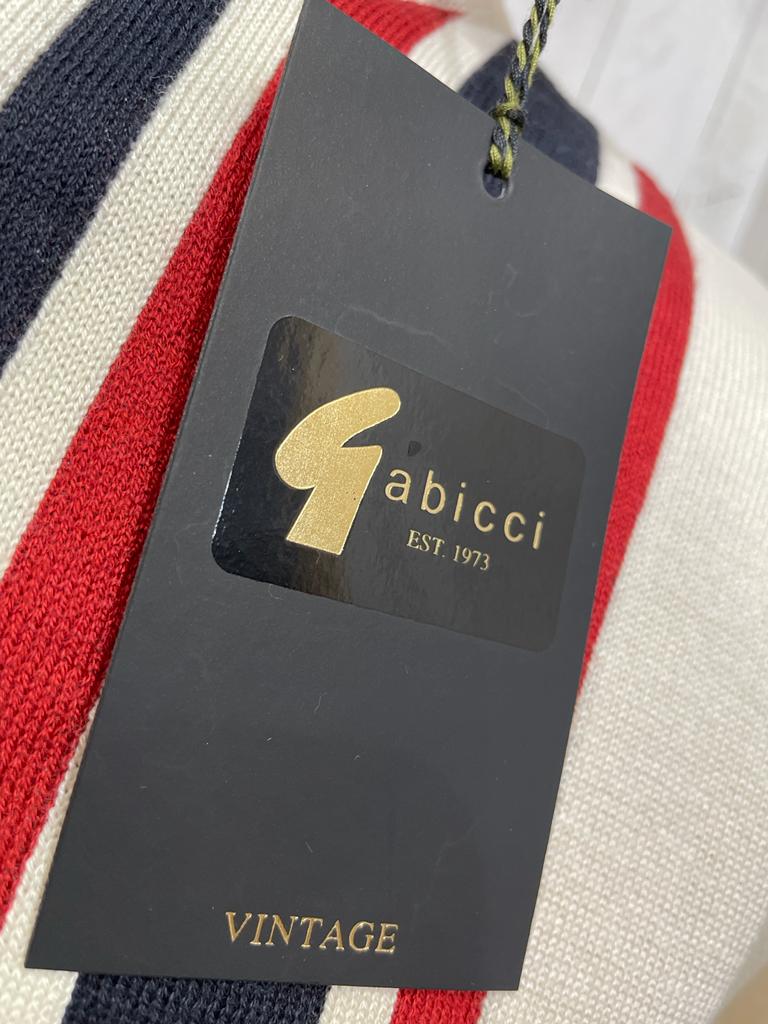 Gabicci
EST. 1973
VINTAGE